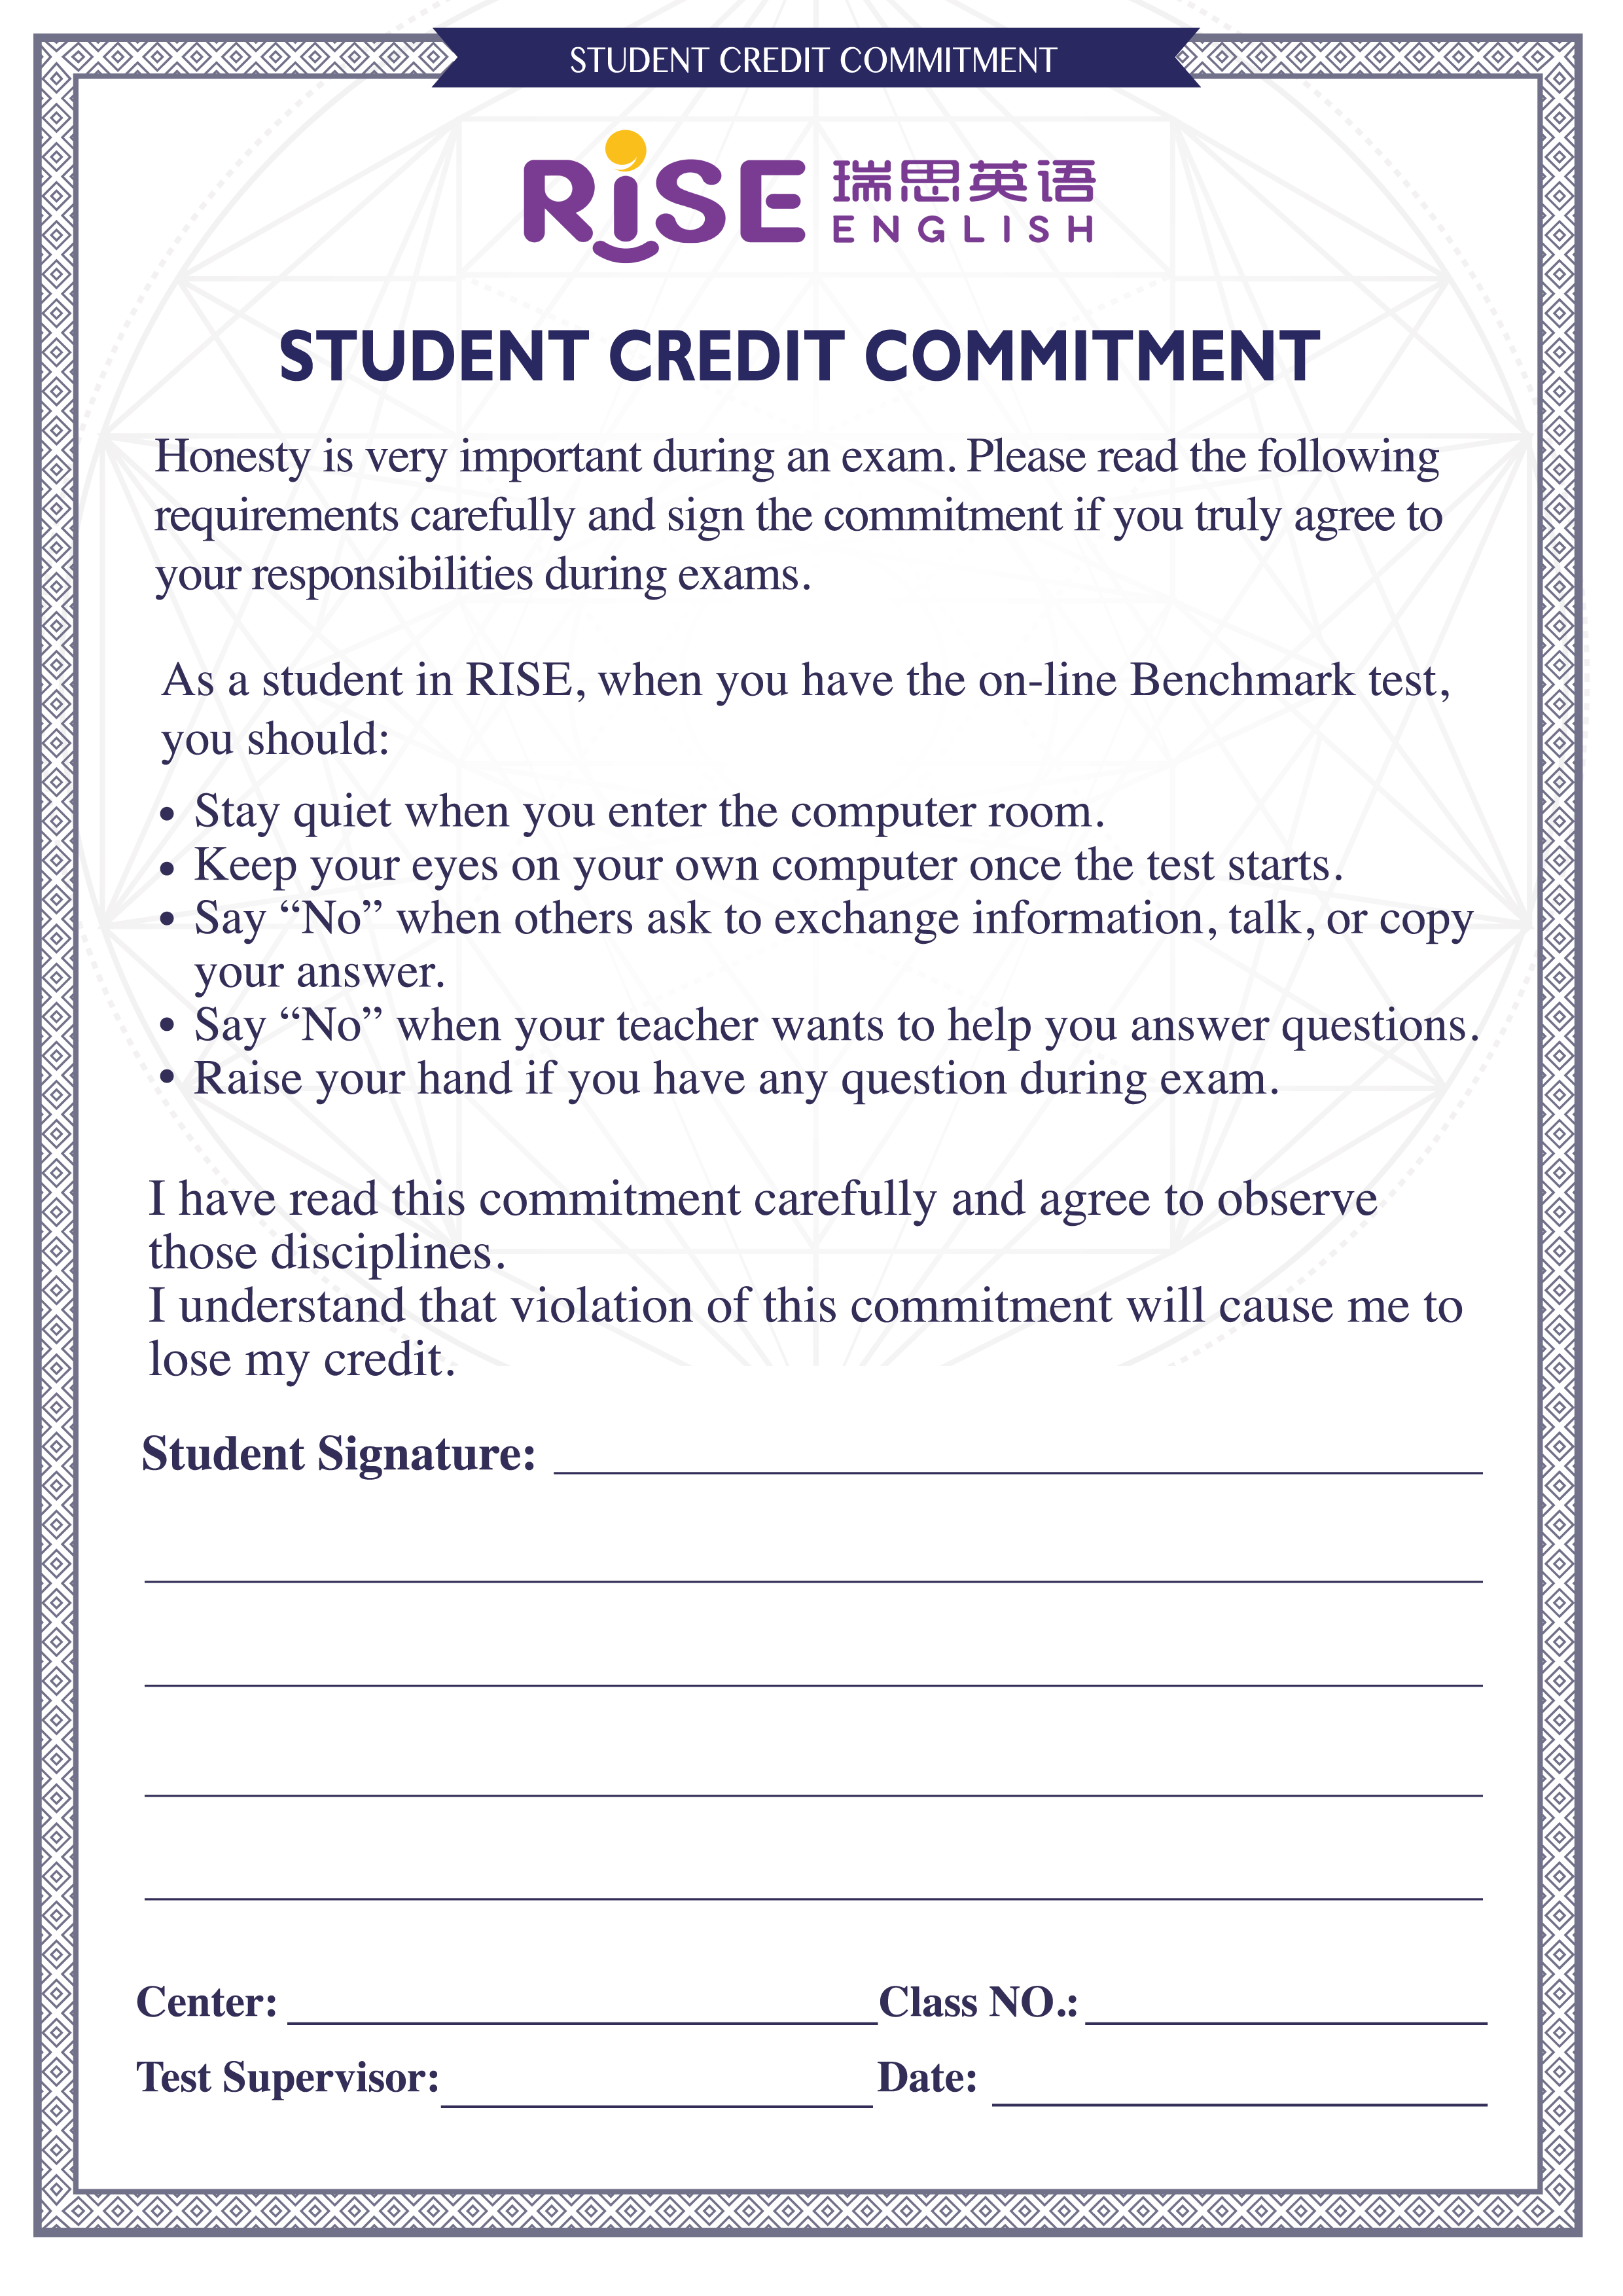 STUDENT CREDIT COMMITMENT
RiSE 瑞思英语
ENGLISH
STUDENT CREDIT COMMITMENT
Honesty is very important during an exam. Please read the following
requirements carefully and sign the commitment if you truly agree to
your responsibilities during exams.
As a student in RISE, when you have the on-line Benchmark test,
you should:
• Stay quiet when you enter the computer room.
• Keep your eyes on your own computer once the test starts.
• Say “No” when others ask to exchange information, talk, or copy
your answer.
• Say “No” when your teacher wants to help you answer questions.
• Raise your hand if you have any question during exam.
I have read this commitment carefully and agree to observe
those disciplines.
I understand that violation of this commitment will cause me to
lose my credit.
Student Signature:
Center: Class NO.:
Test Supervisor: Date: